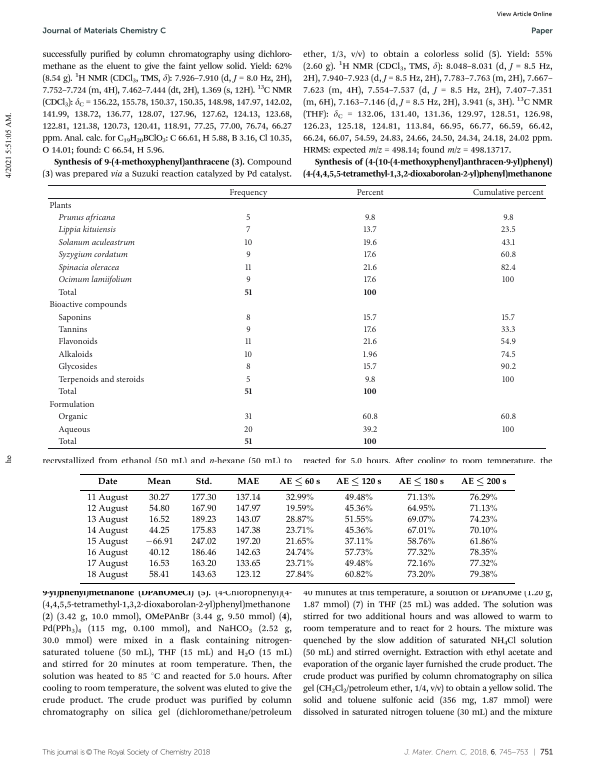 View Article Online
Journal of Materials Chemistry C
Paper
successfully purified by column chromatography using dichloro-
methane as the eluent to give the faint yellow solid. Yield: 62%
(8.54 g). ¹H NMR (CDCl₃, TMS, δ): 7.926–7.910 (d, J = 8.0 Hz, 2H),
7.752–7.724 (m, 4H), 7.462–7.444 (dt, 2H), 1.369 (s, 12H). ¹³C NMR
(CDCl₃): δC = 156.22, 155.78, 150.37, 150.35, 148.98, 147.97, 142.02,
141.99, 138.72, 136.77, 128.07, 127.96, 127.62, 124.13, 123.68,
122.81, 121.38, 120.73, 120.41, 118.91, 77.25, 77.00, 76.74, 66.27
ppm. Anal. calc. for C₁₉H₂₀BClO₃: C 66.61, H 5.88, B 3.16, Cl 10.35,
O 14.01; found: C 66.54, H 5.96.
Synthesis of 9-(4-methoxyphenyl)anthracene (3). Compound
(3) was prepared via a Suzuki reaction catalyzed by Pd catalyst.
ether, 1/3, v/v) to obtain a colorless solid (5). Yield: 55%
(2.60 g). ¹H NMR (CDCl₃, TMS, δ): 8.048–8.031 (d, J = 8.5 Hz,
2H), 7.940–7.923 (d, J = 8.5 Hz, 2H), 7.783–7.763 (m, 2H), 7.667–
7.623 (m, 4H), 7.554–7.537 (d, J = 8.5 Hz, 2H), 7.407–7.351
(m, 6H), 7.163–7.146 (d, J = 8.5 Hz, 2H), 3.941 (s, 3H). ¹³C NMR
(THF): δC = 132.06, 131.40, 131.36, 129.97, 128.51, 126.98,
126.23, 125.18, 124.81, 113.84, 66.95, 66.77, 66.59, 66.42,
66.24, 66.07, 54.59, 24.83, 24.66, 24.50, 24.34, 24.18, 24.02 ppm.
HRMS: expected m/z = 498.14; found m/z = 498.13717.
Synthesis of (4-(10-(4-methoxyphenyl)anthracen-9-yl)phenyl)
(4-(4,4,5,5-tetramethyl-1,3,2-dioxaborolan-2-yl)phenyl)methanone
4/2021 5:51:05 AM.
Frequency Percent Cumulative percent
Plants
Prunus africana 5 9.8 9.8
Lippia kituiensis 7 13.7 23.5
Solanum aculeastrum 10 19.6 43.1
Syzygium cordatum 9 17.6 60.8
Spinacia oleracea 11 21.6 82.4
Ocimum lamiifolium 9 17.6 100
Total 51 100
Bioactive compounds
Saponins 8 15.7 15.7
Tannins 9 17.6 33.3
Flavonoids 11 21.6 54.9
Alkaloids 10 1.96 74.5
Glycosides 8 15.7 90.2
Terpenoids and steroids 5 9.8 100
Total 51 100
Formulation
Organic 31 60.8 60.8
Aqueous 20 39.2 100
Total 51 100
he
recrystallized from ethanol (50 mL) and n-hexane (50 mL) to
reacted for 5.0 hours. After cooling to room temperature, the
Date Mean Std. MAE AE ≤ 60 s AE ≤ 120 s AE ≤ 180 s AE ≤ 200 s
11 August 30.27 177.30 137.14 32.99% 49.48% 71.13% 76.29%
12 August 54.80 167.90 147.97 19.59% 45.36% 64.95% 71.13%
13 August 16.52 189.23 143.07 28.87% 51.55% 69.07% 74.23%
14 August 44.25 175.83 147.38 23.71% 45.36% 67.01% 70.10%
15 August −66.91 247.02 197.20 21.65% 37.11% 58.76% 61.86%
16 August 40.12 186.46 142.63 24.74% 57.73% 77.32% 78.35%
17 August 16.53 163.20 133.65 23.71% 49.48% 72.16% 77.32%
18 August 58.41 143.63 123.12 27.84% 60.82% 73.20% 79.38%
9-yl)phenyl)methanone (DPAnOMeCl) (5). (4-Chlorophenyl)(4-
(4,4,5,5-tetramethyl-1,3,2-dioxaborolan-2-yl)phenyl)methanone
(2) (3.42 g, 10.0 mmol), OMePAnBr (3.44 g, 9.50 mmol) (4),
Pd(PPh₃)₄ (115 mg, 0.100 mmol), and NaHCO₃ (2.52 g,
30.0 mmol) were mixed in a flask containing nitrogen-
saturated toluene (50 mL), THF (15 mL) and H₂O (15 mL)
and stirred for 20 minutes at room temperature. Then, the
solution was heated to 85 °C and reacted for 5.0 hours. After
cooling to room temperature, the solvent was eluted to give the
crude product. The crude product was purified by column
chromatography on silica gel (dichloromethane/petroleum
40 minutes at this temperature, a solution of DPAnOMe (1.20 g,
1.87 mmol) (7) in THF (25 mL) was added. The solution was
stirred for two additional hours and was allowed to warm to
room temperature and to react for 2 hours. The mixture was
quenched by the slow addition of saturated NH₄Cl solution
(50 mL) and stirred overnight. Extraction with ethyl acetate and
evaporation of the organic layer furnished the crude product. The
crude product was purified by column chromatography on silica
gel (CH₂Cl₂/petroleum ether, 1/4, v/v) to obtain a yellow solid. The
solid and toluene sulfonic acid (356 mg, 1.87 mmol) were
dissolved in saturated nitrogen toluene (30 mL) and the mixture
This journal is © The Royal Society of Chemistry 2018
J. Mater. Chem. C, 2018, 6, 745–753 | 751